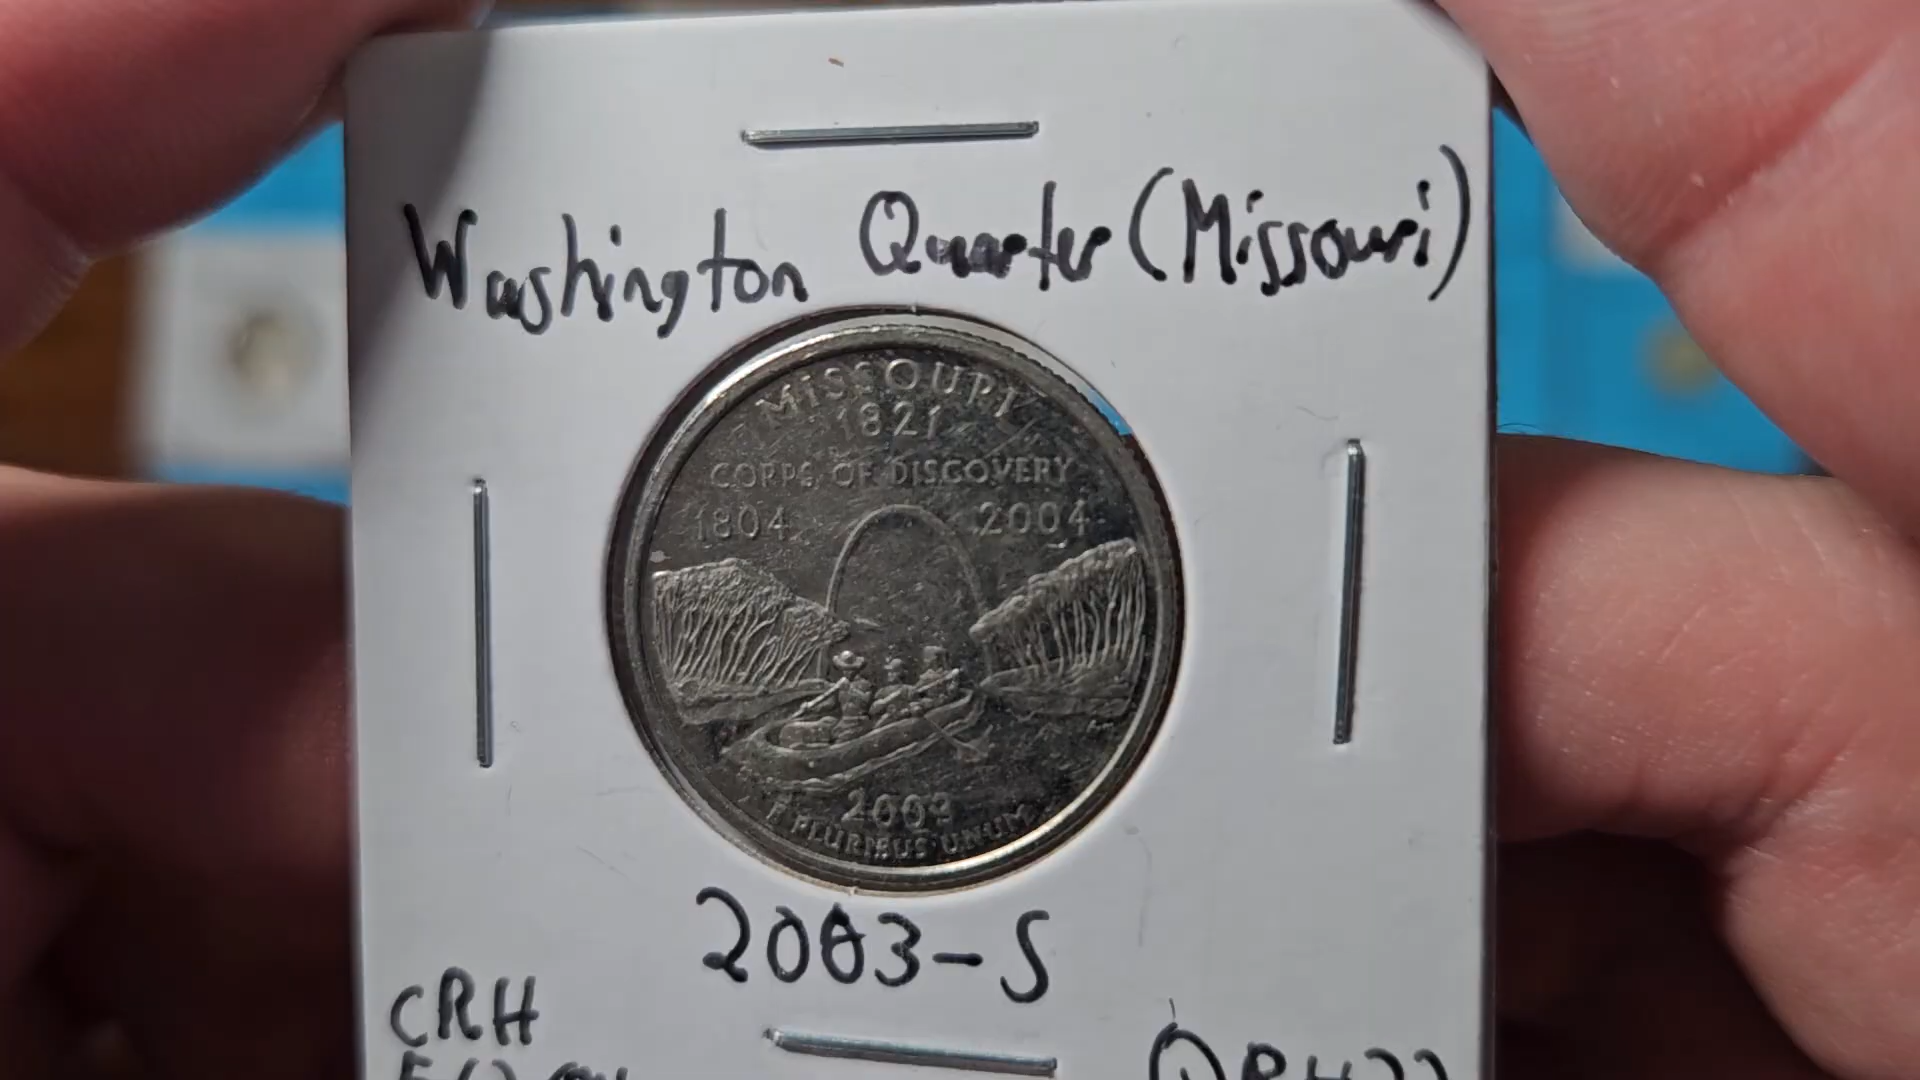 Washington Quarter (Missouri)
MISSOURI
1821
CORPS OF DISCOVERY
1804 2004
2003
E PLURIBUS UNUM
2003-S
CRH